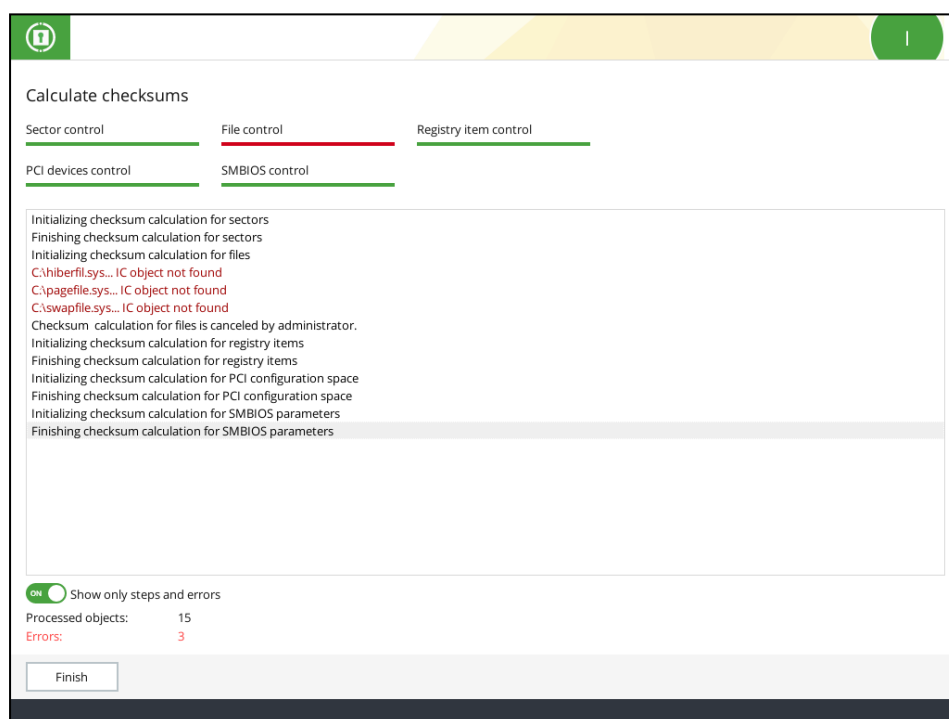 I
Calculate checksums
Sector control
File control
Registry item control
PCI devices control
SMBIOS control
Initializing checksum calculation for sectors
Finishing checksum calculation for sectors
Initializing checksum calculation for files
C:\hiberfil.sys... IC object not found
C:\pagefile.sys... IC object not found
C:\swapfile.sys... IC object not found
Checksum  calculation for files is canceled by administrator.
Initializing checksum calculation for registry items
Finishing checksum calculation for registry items
Initializing checksum calculation for PCI configuration space
Finishing checksum calculation for PCI configuration space
Initializing checksum calculation for SMBIOS parameters
Finishing checksum calculation for SMBIOS parameters
ON Show only steps and errors
Processed objects: 15
Errors: 3
Finish